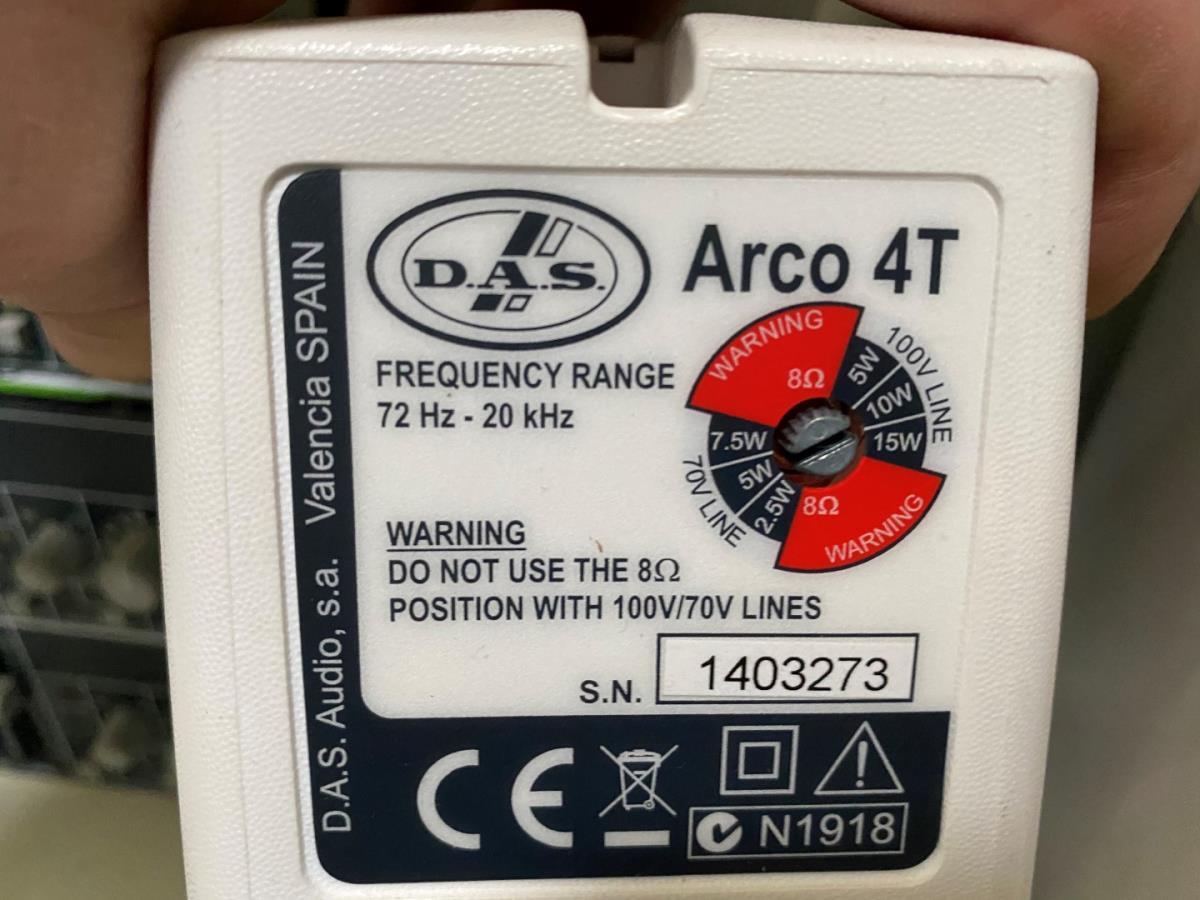 D.A.S.
Arco 4T
FREQUENCY RANGE
72 Hz - 20 kHz
WARNING
8Ω
5W
10W
15W
100V LINE
7.5W
5W
2.5W
70V LINE
8Ω
WARNING
WARNING
DO NOT USE THE 8Ω
POSITION WITH 100V/70V LINES
S.N. 1403273
D.A.S. Audio, s.a. Valencia SPAIN
CE
N1918